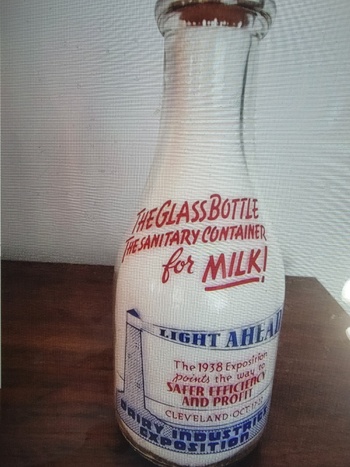 THE GLASS BOTTLE
THE SANITARY CONTAINER
for MILK!
LIGHT AHEAD
The 1938 Exposition
points the way to
SAFER EFFICIENCY
AND PROFIT
CLEVELAND-OCT
DAIRY INDUSTRIES
EXPOSITION